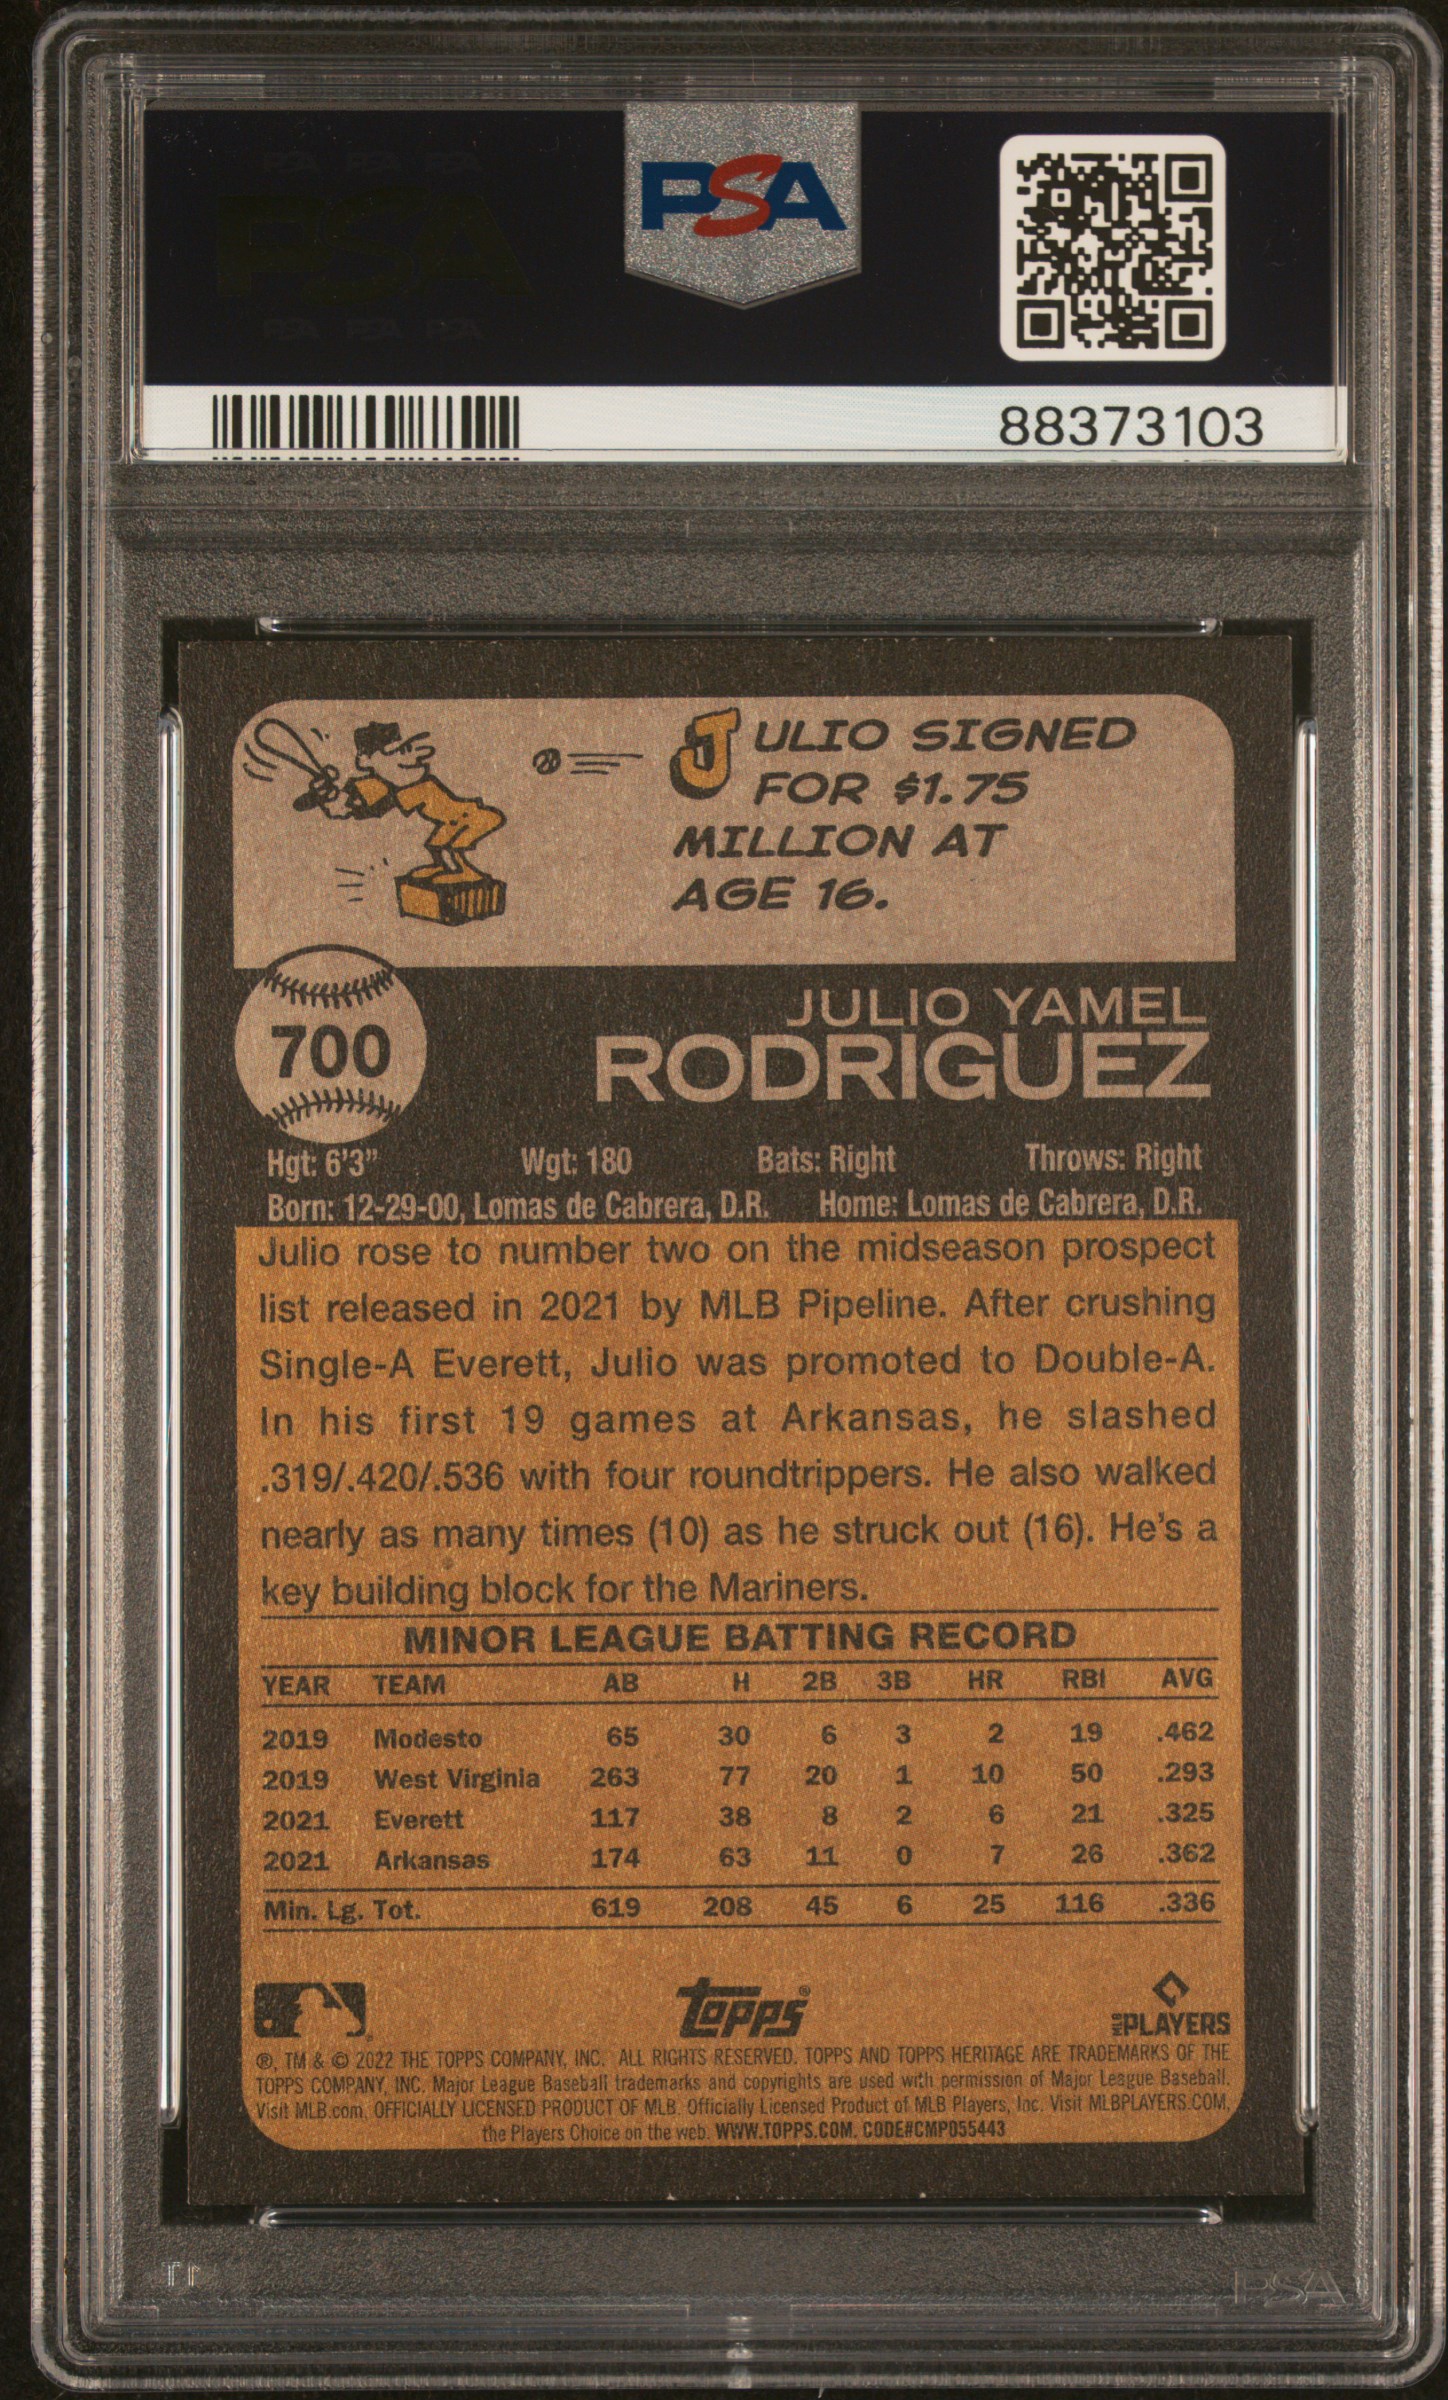 PSA
88373103
JULIO SIGNED
FOR $1.75
MILLION AT
AGE 16.
700
JULIO YAMEL
RODRIGUEZ
Hgt: 6'3" Wgt: 180 Bats: Right Throws: Right
Born: 12-29-00, Lomas de Cabrera, D.R. Home: Lomas de Cabrera, D.R.
Julio rose to number two on the midseason prospect
list released in 2021 by MLB Pipeline. After crushing
Single-A Everett, Julio was promoted to Double-A.
In his first 19 games at Arkansas, he slashed
.319/.420/.536 with four roundtrippers. He also walked
nearly as many times (10) as he struck out (16). He's a
key building block for the Mariners.
MINOR LEAGUE BATTING RECORD
YEAR TEAM AB H 2B 3B HR RBI AVG
2019 Modesto 65 30 6 3 2 19 .462
2019 West Virginia 263 77 20 1 10 50 .293
2021 Everett 117 38 8 2 6 21 .325
2021 Arkansas 174 63 11 0 7 26 .362
Min. Lg. Tot. 619 208 45 6 25 116 .336
topps® MLB PLAYERS
®, TM & © 2022 THE TOPPS COMPANY, INC. ALL RIGHTS RESERVED. TOPPS AND TOPPS HERITAGE ARE TRADEMARKS OF THE
TOPPS COMPANY, INC. Major League Baseball trademarks and copyrights are used with permission of Major League Baseball.
Visit MLB.com. OFFICIALLY LICENSED PRODUCT OF MLB. Officially Licensed Product of MLB Players, Inc. Visit MLBPLAYERS.COM,
the Players Choice on the web. WWW.TOPPS.COM. CODE#CMP055443
PSA